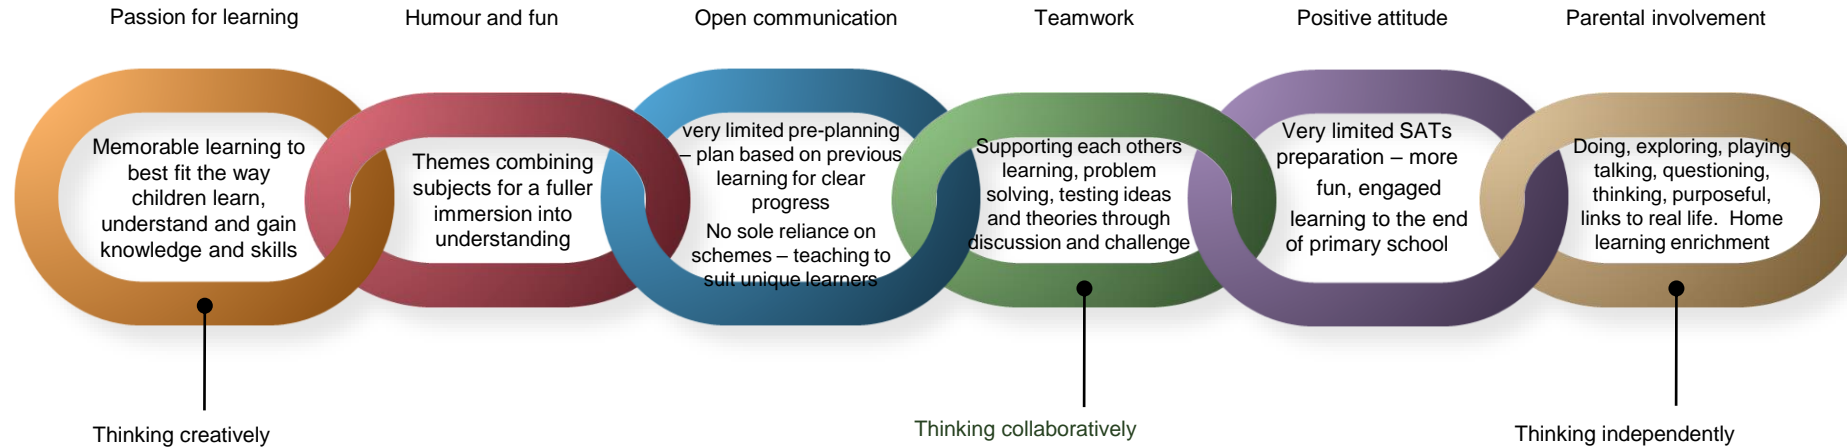 Passion for learning
Humour and fun
Open communication
Teamwork
Positive attitude
Parental involvement
Memorable learning to
best fit the way
children learn,
understand and gain
knowledge and skills
Themes combining
subjects for a fuller
immersion into
understanding
very limited pre-planning
– plan based on previous
learning for clear
progress
No sole reliance on
schemes – teaching to
suit unique learners
Supporting each others
learning, problem
solving, testing ideas
and theories through
discussion and challenge
Very limited SATs
preparation – more
fun, engaged
learning to the end
of primary school
Doing, exploring, playing
talking, questioning,
thinking, purposeful,
links to real life.  Home
learning enrichment
Thinking creatively
Thinking collaboratively
Thinking independently